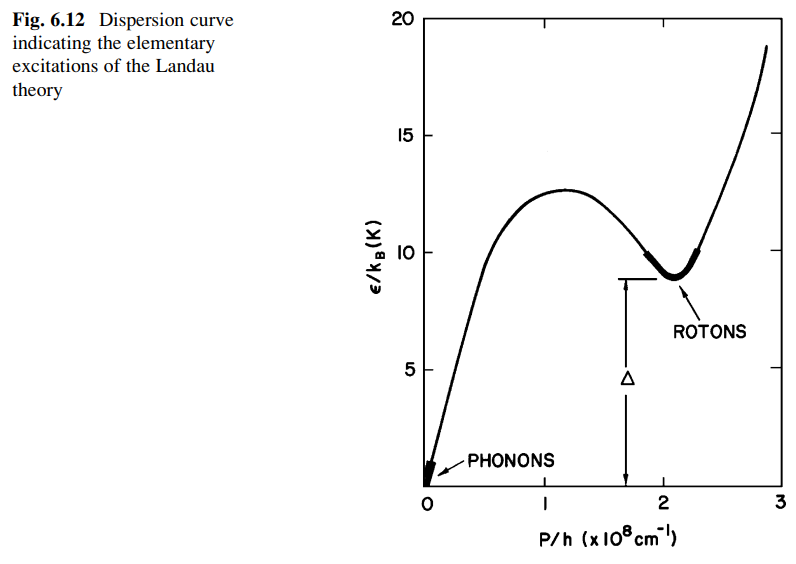 Fig. 6.12 Dispersion curve
indicating the elementary
excitations of the Landau
theory
20
15
10
5
ϵ/k_B(K)
Δ
ROTONS
PHONONS
0
1
2
3
P/h (x10⁸cm⁻¹)